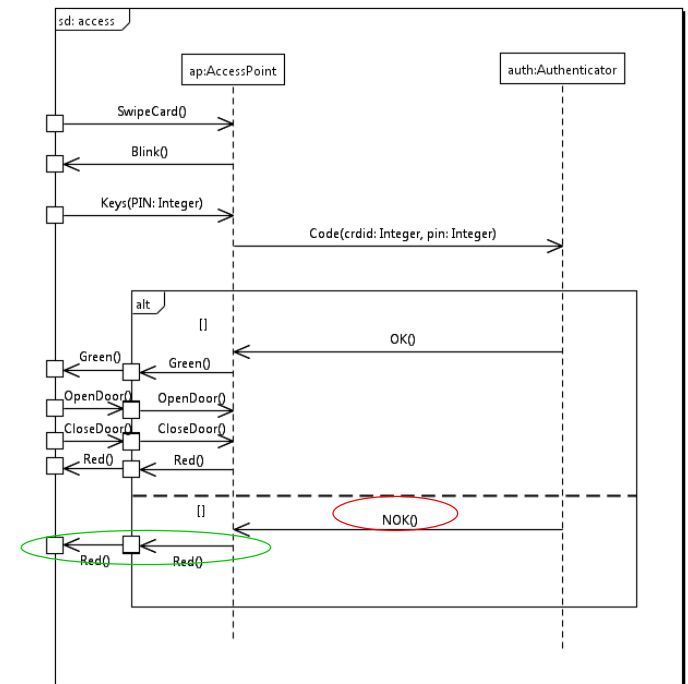 sd: access
ap:AccessPoint
auth:Authenticator
SwipeCard()
Blink()
Keys(PIN: Integer)
Code(crdid: Integer, pin: Integer)
alt
[]
OK()
Green()
Green()
OpenDoor()
OpenDoor()
CloseDoor()
CloseDoor()
Red()
Red()
[]
NOK()
Red()
Red()